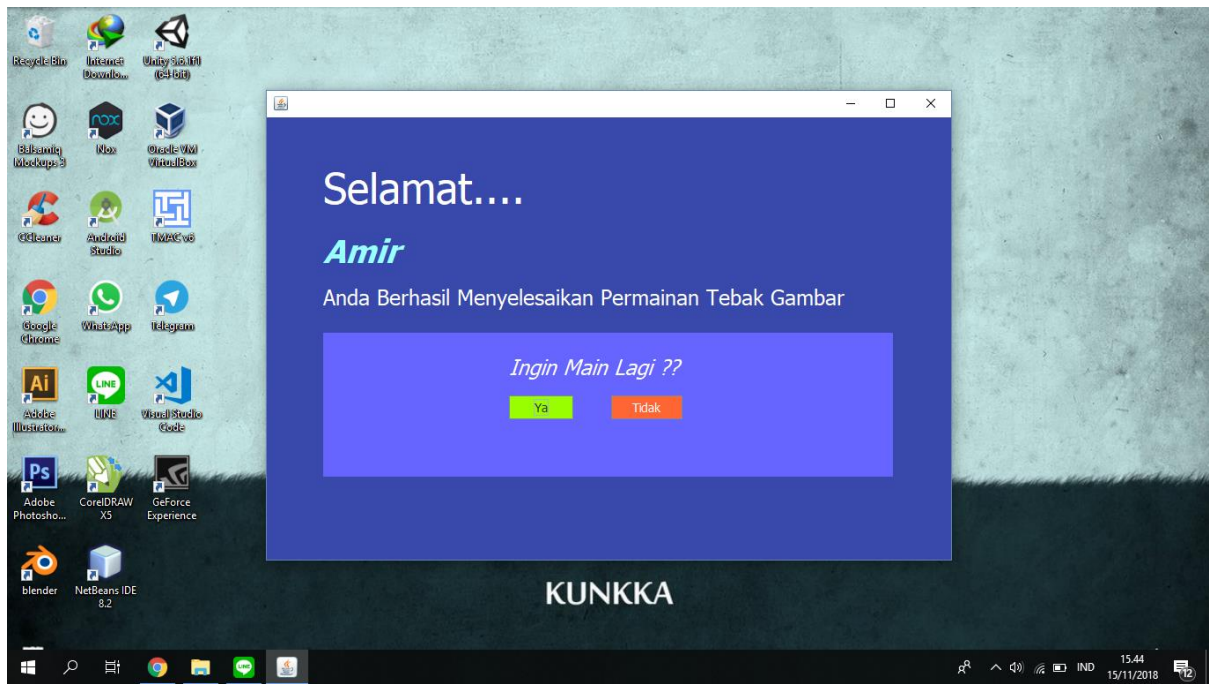 Recycle Bin
Internet
Downlo...
Unity 5.6.1f1
(64-bit)
Balsamiq
Mockups 3
Nox
Oracle VM
VirtualBox
CCleaner
Android
Studio
TMAC v6
Google
Chrome
WhatsApp
Telegram
Ai
Adobe
Illustrator...
LINE
LINE
Visual Studio
Code
Ps
Adobe
Photosho...
CorelDRAW
X5
GeForce
Experience
blender
NetBeans IDE
8.2
Selamat....
Amir
Anda Berhasil Menyelesaikan Permainan Tebak Gambar
Ingin Main Lagi ??
Ya
Tidak
KUNKKA
IND
15.44
15/11/2018
12